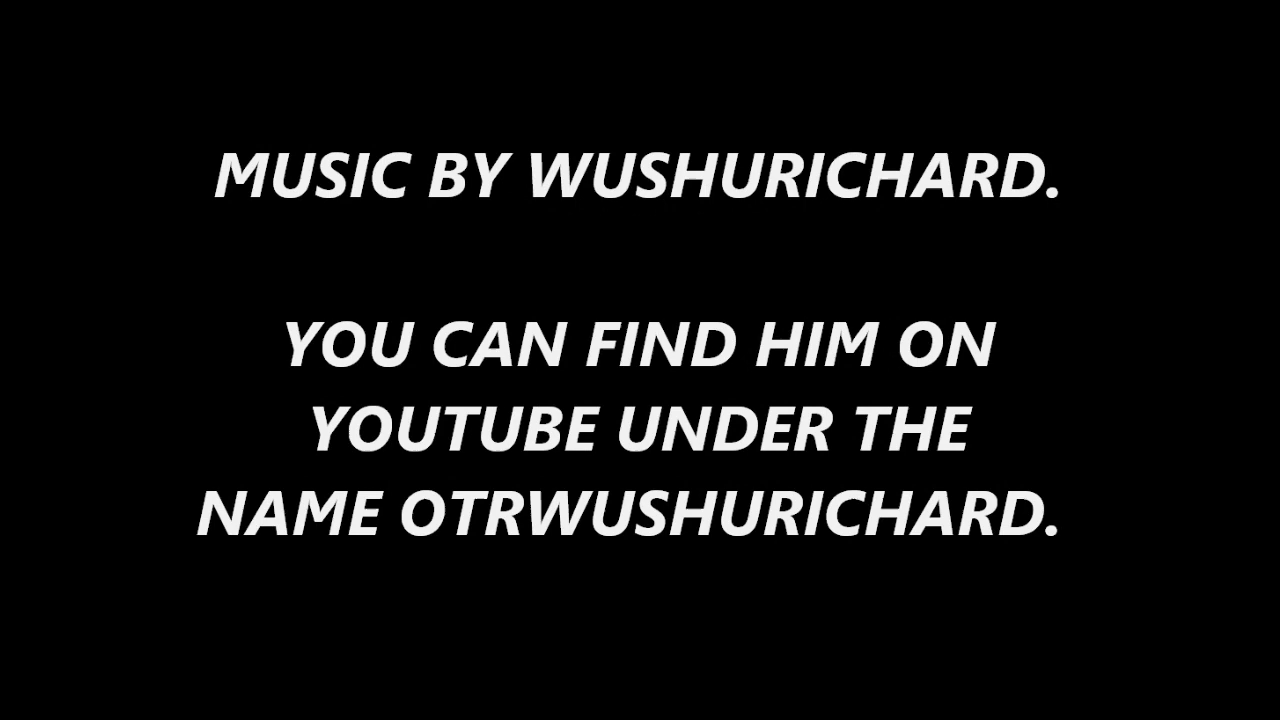 MUSIC BY WUSHURICHARD.
YOU CAN FIND HIM ON
YOUTUBE UNDER THE
NAME OTRWUSHURICHARD.